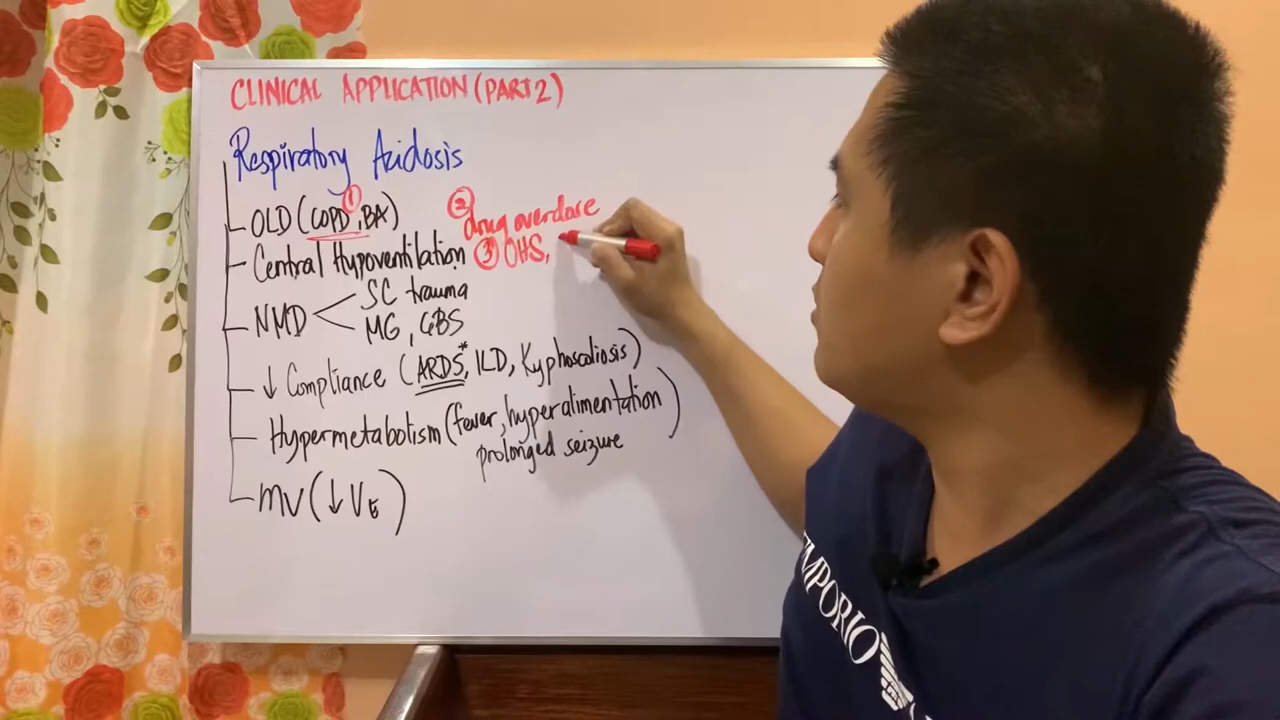 CLINICAL APPLICATION (PART 2)
Respiratory Acidosis
OLD (COPD ①, BA)
② drug overdose
Central Hypoventilation ③ OHS,
NMD < SC trauma
MG, GBS
↓ Compliance (ARDS*, ILD, Kyphoscoliosis)
Hypermetabolism (fever, hyperalimentation
prolonged seizure)
MV (↓ VE)
EMPORIO